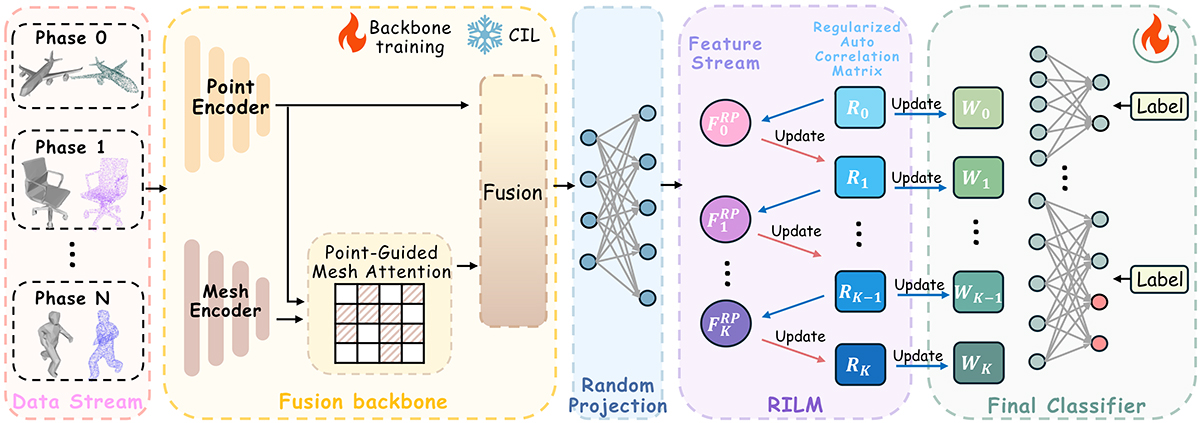 Phase 0
Phase 1
Phase N
Data Stream
Backbone
training
CIL
Point
Encoder
Mesh
Encoder
Point-Guided
Mesh Attention
Fusion
Fusion backbone
Random
Projection
Feature
Stream
Regularized
Auto
Correlation
Matrix
F_0^{RP}
F_1^{RP}
F_K^{RP}
R_0
R_1
R_{K-1}
R_K
Update
Update
Update
Update
Update
Update
Update
RILM
W_0
W_1
W_{K-1}
W_K
Label
Label
Final Classifier